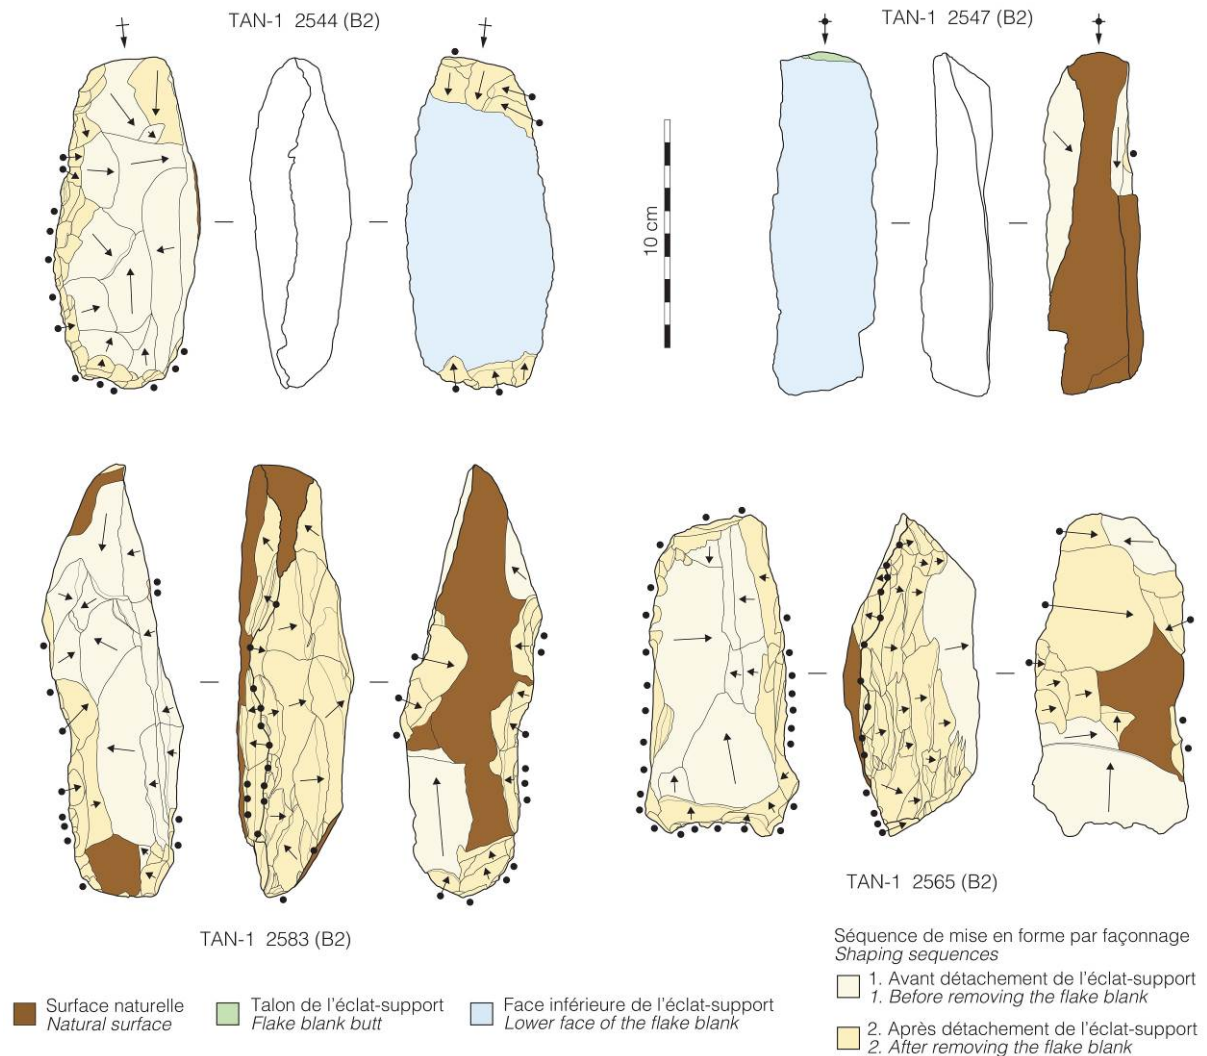 TAN-1 2544 (B2)
TAN-1 2547 (B2)
10 cm
TAN-1 2565 (B2)
TAN-1 2583 (B2)
Séquence de mise en forme par façonnage
Shaping sequences
1. Avant détachement de l'éclat-support
1. Before removing the flake blank
2. Après détachement de l'éclat-support
2. After removing the flake blank
Surface naturelle
Natural surface
Talon de l'éclat-support
Flake blank butt
Face inférieure de l'éclat-support
Lower face of the flake blank